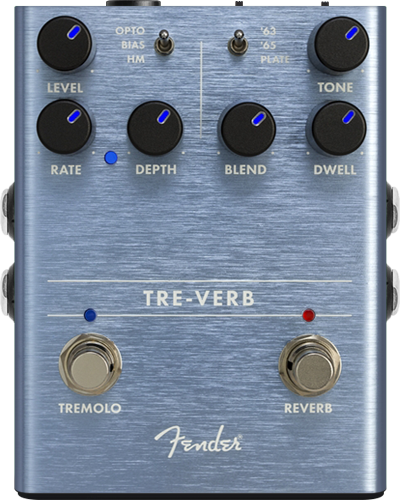 OPTO
BIAS
HM
'63
'65
PLATE
LEVEL
TONE
RATE
DEPTH
BLEND
DWELL
TRE-VERB
TREMOLO
REVERB
Fender